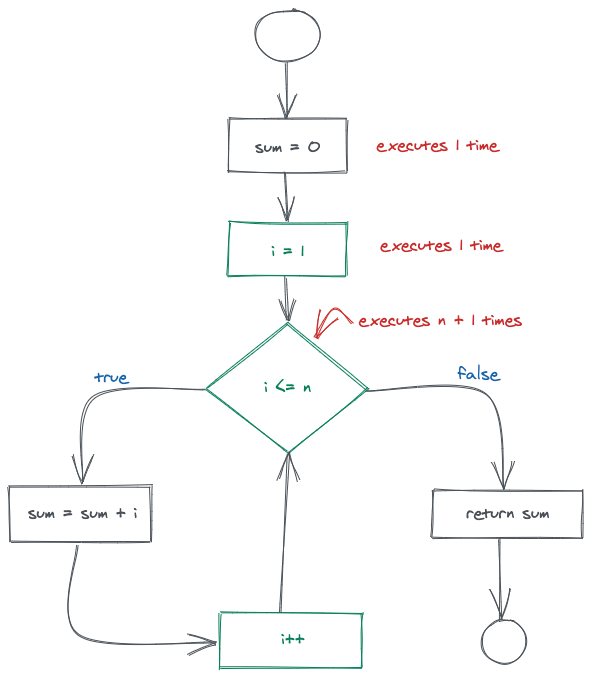 sum = 0
executes 1 time
i = 1
executes 1 time
executes n + 1 times
i <= n
true
false
sum = sum + i
return sum
i++